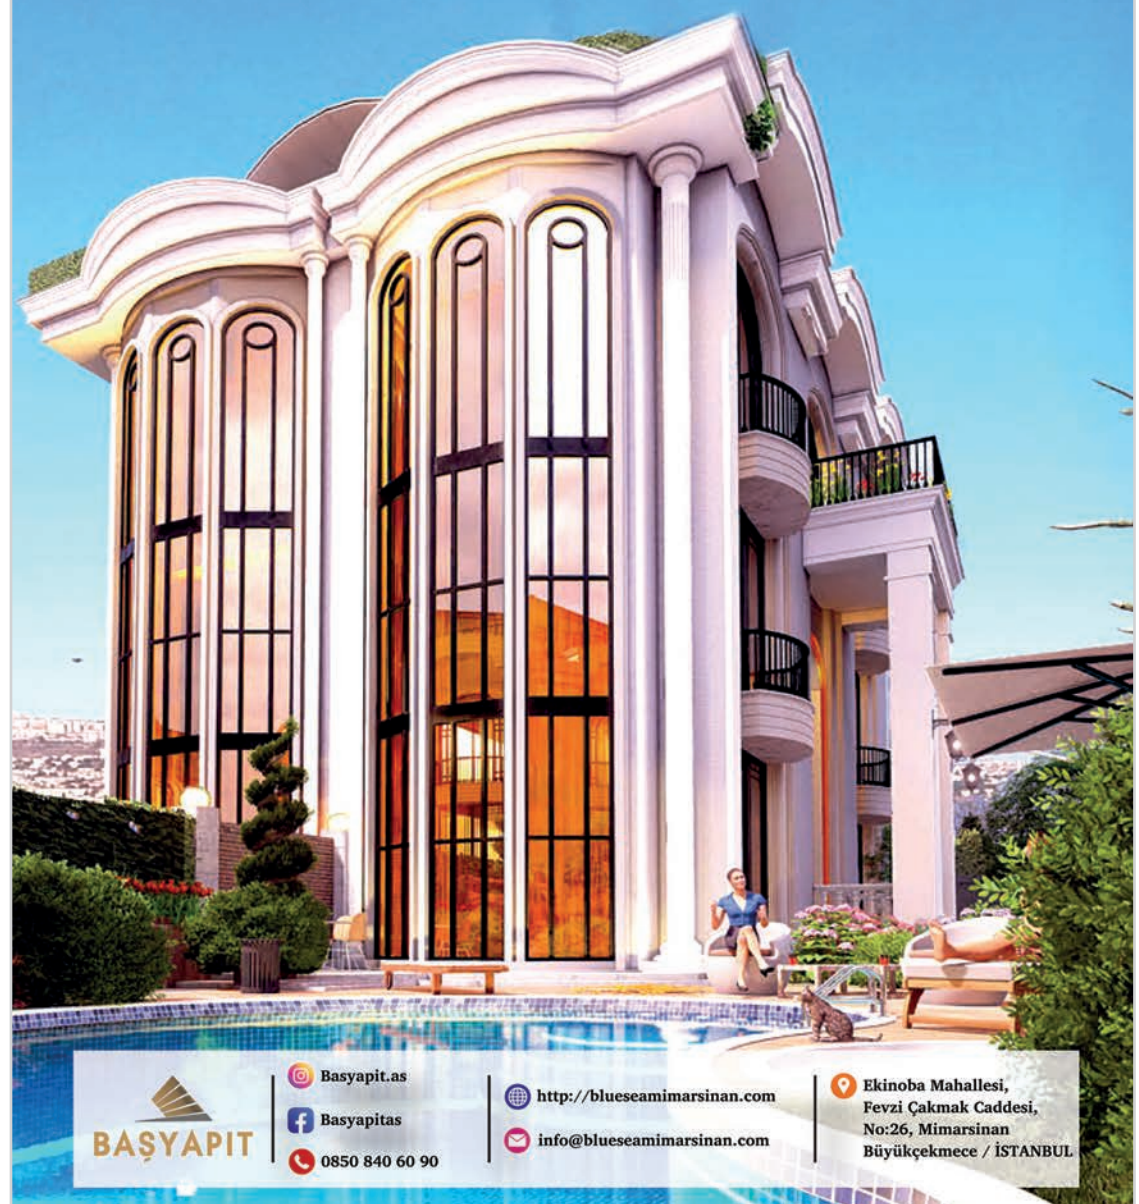 BAŞYAPIT
Basyapit.as
Basyapitas
0850 840 60 90
http://blueseamimarsinan.com
info@blueseamimarsinan.com
Ekinoba Mahallesi,
Fevzi Çakmak Caddesi,
No:26, Mimarsinan
Büyükçekmece / İSTANBUL